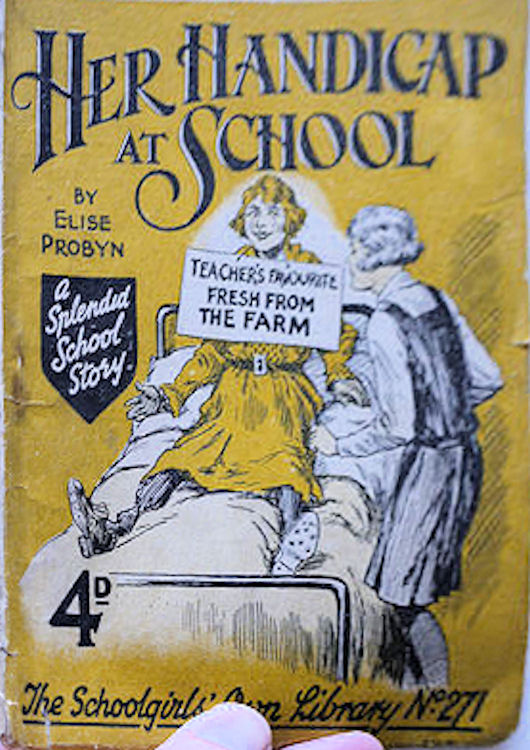 HER HANDICAP
AT SCHOOL
BY
ELISE
PROBYN
A
Splendid
School
Story.
TEACHER'S FAVOURITE
FRESH FROM
THE FARM
4D
The Schoolgirls' Own Library No 271